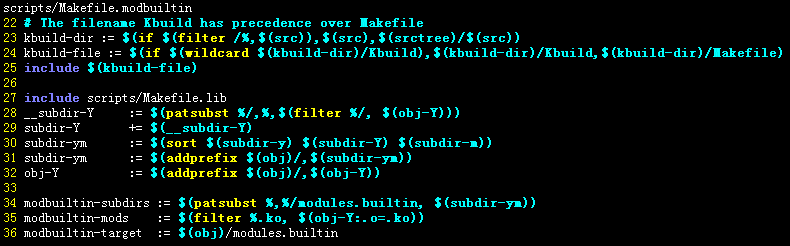 scripts/Makefile.modbuiltin
22 # The filename Kbuild has precedence over Makefile
23 kbuild-dir := $(if $(filter /%,$(src)),$(src),$(srctree)/$(src))
24 kbuild-file := $(if $(wildcard $(kbuild-dir)/Kbuild),$(kbuild-dir)/Kbuild,$(kbuild-dir)/Makefile)
25 include $(kbuild-file)
26
27 include scripts/Makefile.lib
28 __subdir-Y     := $(patsubst %/,%,$(filter %/, $(obj-Y)))
29 subdir-Y       += $(__subdir-Y)
30 subdir-ym      := $(sort $(subdir-y) $(subdir-Y) $(subdir-m))
31 subdir-ym      := $(addprefix $(obj)/,$(subdir-ym))
32 obj-Y          := $(addprefix $(obj)/,$(obj-Y))
33
34 modbuiltin-subdirs := $(patsubst %,%/modules.builtin, $(subdir-ym))
35 modbuiltin-mods    := $(filter %.ko, $(obj-Y:.o=.ko))
36 modbuiltin-target  := $(obj)/modules.builtin